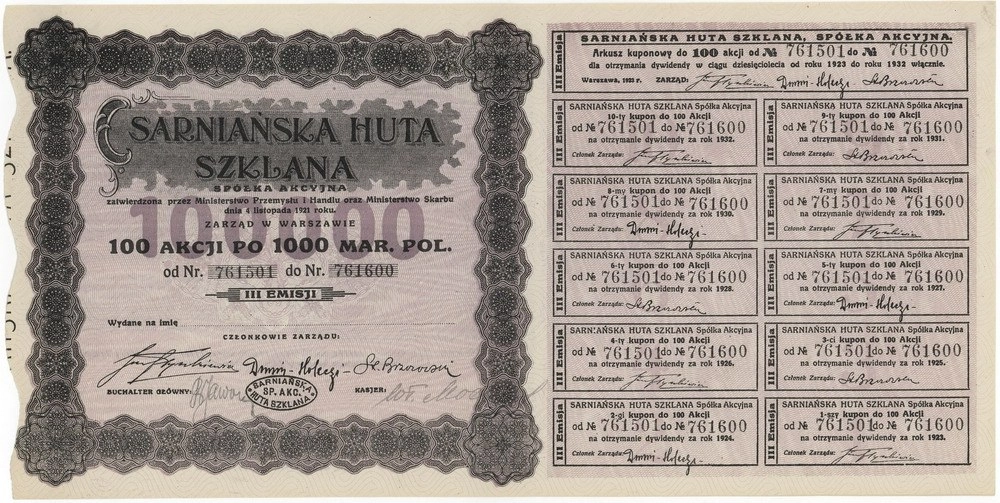 SARNIAŃSKA HUTA
SZKLANA
SPÓŁKA AKCYJNA
zatwierdzona przez Ministerstwo Przemysłu i Handlu oraz Ministerstwo Skarbu
dnia 4 listopada 1921 roku.
ZARZĄD W WARSZAWIE
100,000
100 AKCJI PO 1000 MAR. POL.
od Nr. 761501 do Nr. 761600
III EMISJI
Wydane na imię
CZŁONKOWIE ZARZĄDU:
BUCHALTER GŁÓWNY:
SARNIAŃSKA
SP. AKC.
HUTA SZKLANA
KASJER:
III Emisja
SARNIAŃSKA HUTA SZKLANA, SPÓŁKA AKCYJNA.
Arkusz kuponowy do 100 akcji od № 761501 do № 761600
dla otrzymania dywidendy w ciągu dziesięciolecia od roku 1923 do roku 1932 włącznie.
Warszawa, 1923 r. ZARZĄD:
III Emisja
SARNIAŃSKA HUTA SZKLANA Spółka Akcyjna
10-ty kupon do 100 Akcji
od № 761501 do № 761600
na otrzymanie dywidendy za rok 1932.
Członek Zarządu:
III Emisja
SARNIAŃSKA HUTA SZKLANA Spółka Akcyjna
9-ty kupon do 100 Akcji
od № 761501 do № 761600
na otrzymanie dywidendy za rok 1931.
Członek Zarządu:
III Emisja
SARNIAŃSKA HUTA SZKLANA Spółka Akcyjna
8-my kupon do 100 Akcji
od № 761501 do № 761600
na otrzymanie dywidendy za rok 1930.
Członek Zarządu:
III Emisja
SARNIAŃSKA HUTA SZKLANA Spółka Akcyjna
7-my kupon do 100 Akcji
od № 761501 do № 761600
na otrzymanie dywidendy za rok 1929.
Członek Zarządu:
III Emisja
SARNIAŃSKA HUTA SZKLANA Spółka Akcyjna
6-ty kupon do 100 Akcji
od № 761501 do № 761600
na otrzymanie dywidendy za rok 1928.
Członek Zarządu:
III Emisja
SARNIAŃSKA HUTA SZKLANA Spółka Akcyjna
5-ty kupon do 100 Akcji
od № 761501 do № 761600
na otrzymanie dywidendy za rok 1927.
Członek Zarządu:
III Emisja
SARNIAŃSKA HUTA SZKLANA Spółka Akcyjna
4-ty kupon do 100 Akcji
od № 761501 do № 761600
na otrzymanie dywidendy za rok 1926.
Członek Zarządu:
III Emisja
SARNIAŃSKA HUTA SZKLANA Spółka Akcyjna
3-ci kupon do 100 Akcji
od № 761501 do № 761600
na otrzymanie dywidendy za rok 1925.
Członek Zarządu:
III Emisja
SARNIAŃSKA HUTA SZKLANA Spółka Akcyjna
2-gi kupon do 100 Akcji
od № 761501 do № 761600
na otrzymanie dywidendy za rok 1924.
Członek Zarządu:
III Emisja
SARNIAŃSKA HUTA SZKLANA Spółka Akcyjna
1-szy kupon do 100 Akcji
od № 761501 do № 761600
na otrzymanie dywidendy za rok 1923.
Członek Zarządu: